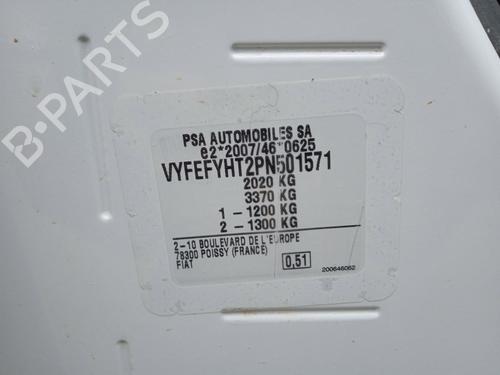 B-PARTS
PSA AUTOMOBILES SA
e2*2007/46*0625
VYFEFYHT2PN501571
2020 KG
3370 KG
1 - 1200 KG
2 - 1300 KG
2-10 BOULEVARD DE L'EUROPE
78300 POISSY (FRANCE)
FIAT
0,51
200646062